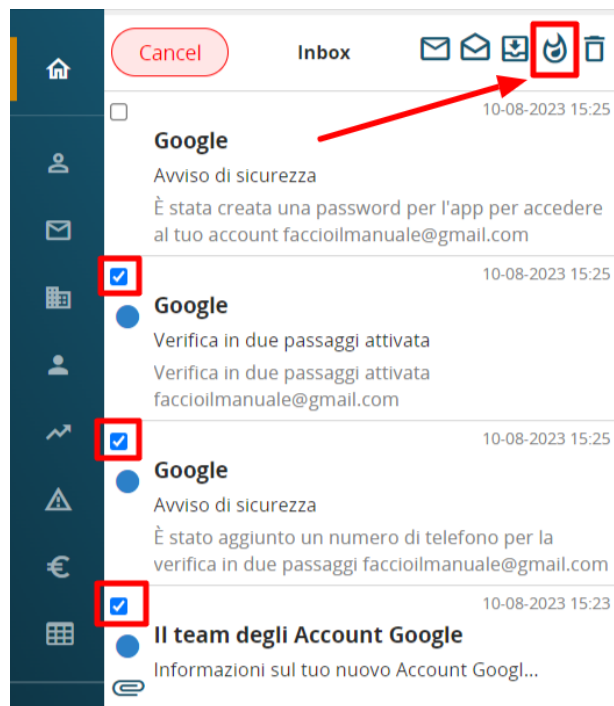 Cancel
Inbox
10-08-2023 15:25
Google
Avviso di sicurezza
È stata creata una password per l'app per accedere
al tuo account faccioilmanuale@gmail.com
10-08-2023 15:25
Google
Verifica in due passaggi attivata
Verifica in due passaggi attivata
faccioilmanuale@gmail.com
10-08-2023 15:25
Google
Avviso di sicurezza
È stato aggiunto un numero di telefono per la
verifica in due passaggi faccioilmanuale@gmail.com
10-08-2023 15:23
Il team degli Account Google
Informazioni sul tuo nuovo Account Googl...
€